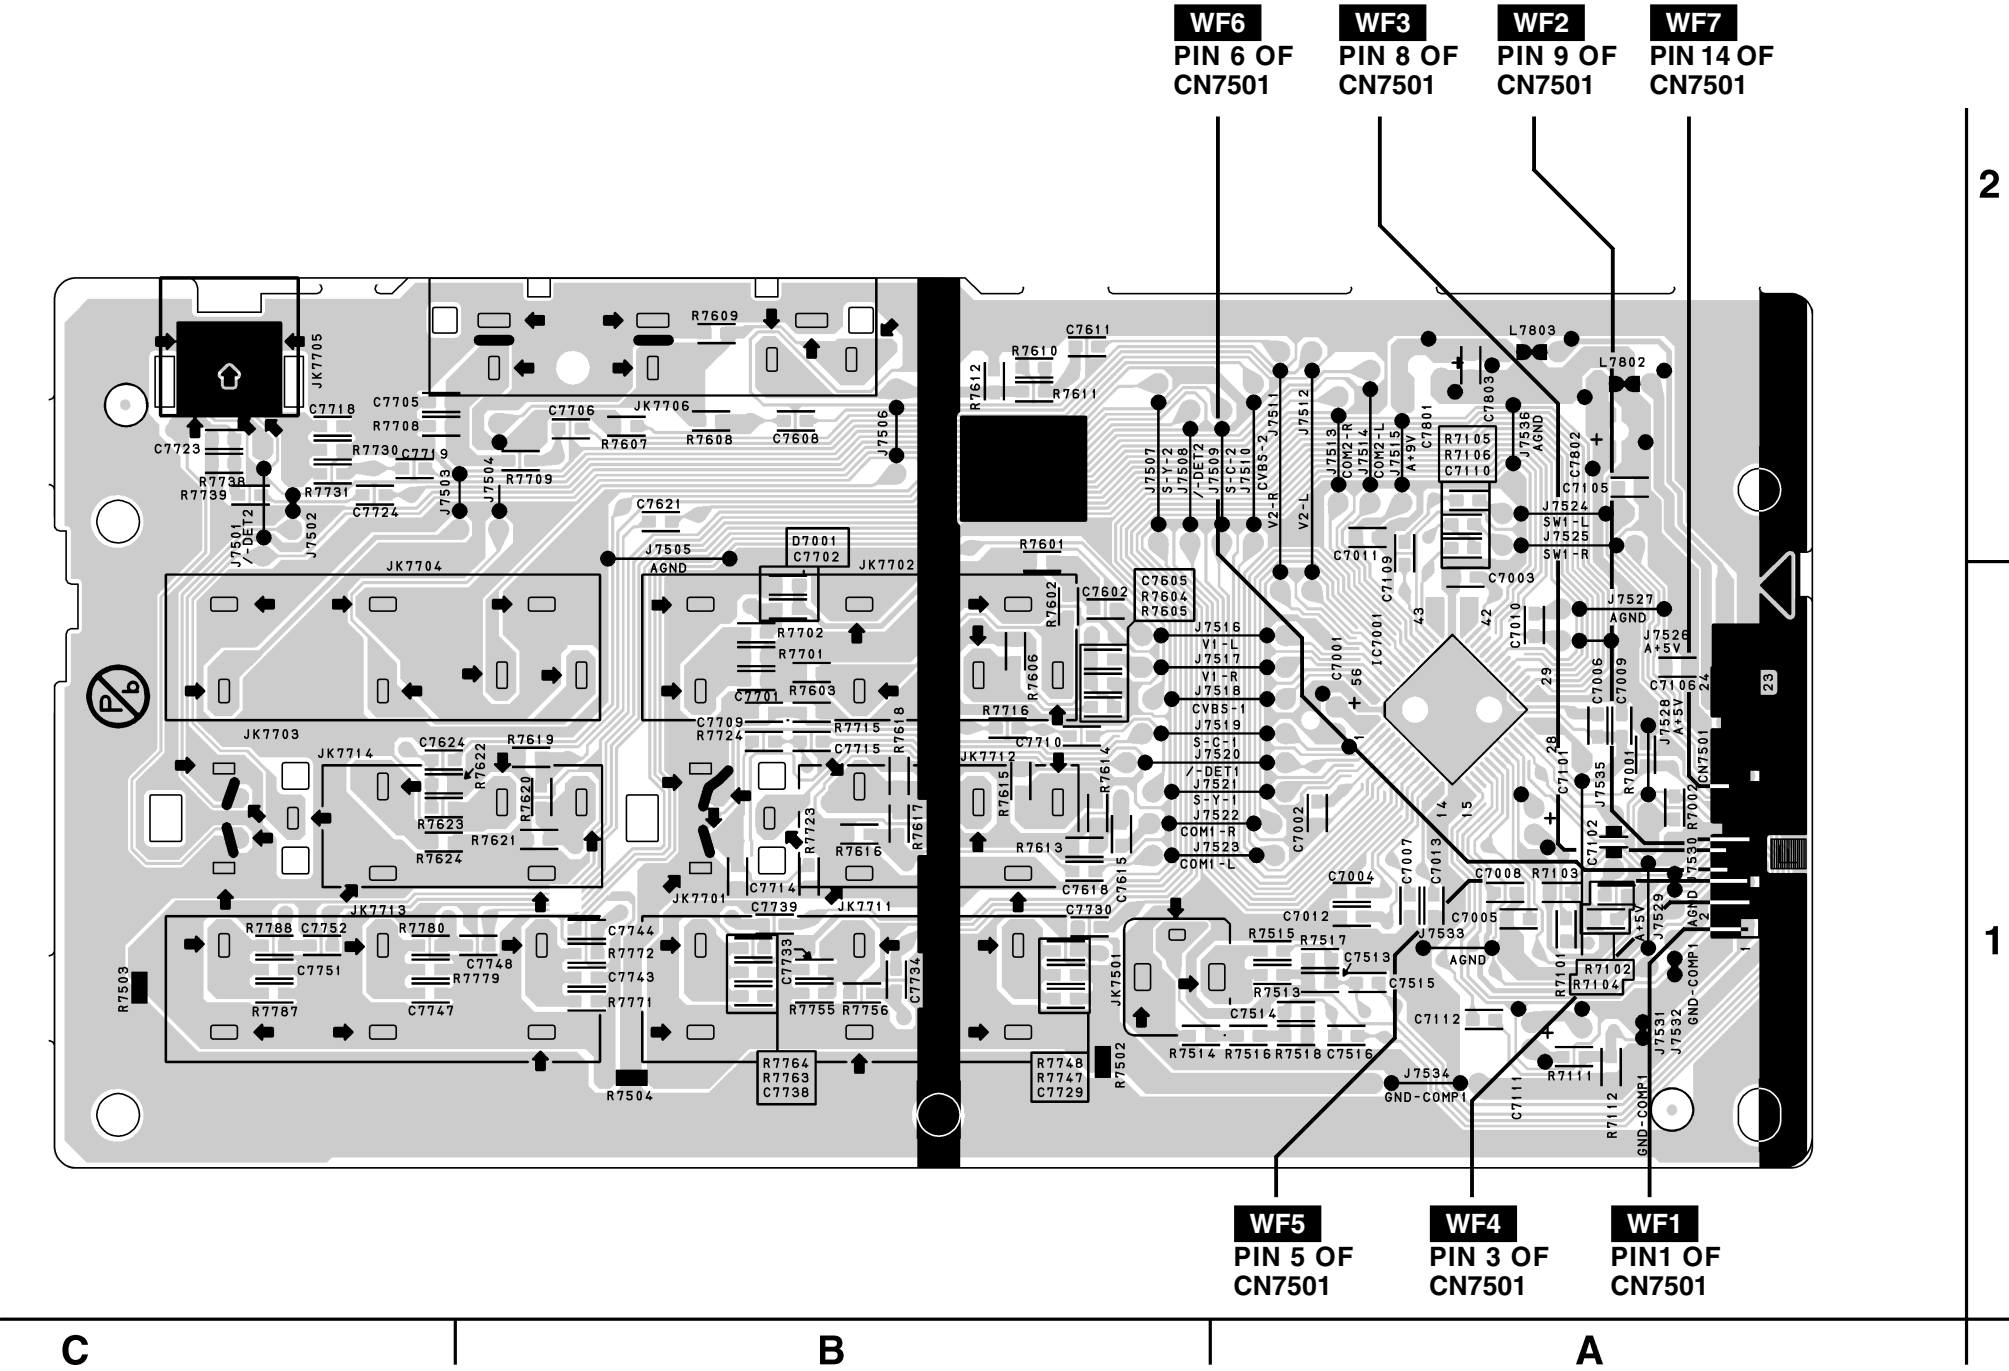 WF6
PIN 6 OF
CN7501
WF3
PIN 8 OF
CN7501
WF2
PIN 9 OF
CN7501
WF7
PIN 14 OF
CN7501
2
1
JK7705
C7718
C7723
R7738
R7739
R7730
R7731
C7719
C7724
J7501
/-DET2
J7502
J7503
J7504
C7705
R7708
R7709
C7706
R7607
JK7706
R7608
C7608
R7609
J7506
C7621
J7505
AGND
D7001
C7702
JK7702
JK7704
R7612
R7610
R7611
C7611
R7601
R7602
C7602
C7605
R7604
R7605
R7606
J7507
S-Y-2
J7508
/-DET2
J7509
S-C-2
J7510
CVBS-2
J7511
V2-R
J7512
V2-L
J7513
COM2-R
J7514
COM2-L
J7515
A+9V
C7801
C7803
+
L7803
L7802
R7105
R7106
C7110
J7536
AGND
C7802
+
C7105
J7524
SW1-L
J7525
SW1-R
C7011
C7109
C7003
43
42
C7010
J7527
AGND
J7526
A+5V
C7106
24
23
IC7001
C7001
56
+
1
29
28
14
15
C7006
C7009
J7528
A+5V
CN7501
J7516
V1-L
J7517
V1-R
J7518
CVBS-1
J7519
S-C-1
J7520
/-DET1
J7521
S-Y-1
J7522
COM1-R
J7523
COM1-L
R7702
R7701
C7701
R7603
C7709
R7724
R7715
C7715
R7618
R7716
C7710
JK7712
R7615
R7614
JK7703
JK7714
C7624
R7622
R7619
R7620
R7623
R7621
R7624
R7723
R7616
R7617
R7613
C7618
C7615
C7002
C7101
+
J7535
R7001
R7002
C7102
J7530
AGND
2
1
C7004
C7007
C7013
C7008
R7103
C7012
C7005
J7533
AGND
R7101
A+5V
J7529
R7102
R7104
JK7701
C7714
JK7711
C7739
C7730
JK7713
R7788
C7752
R7780
C7744
C7751
C7748
R7772
R7779
C7743
R7787
C7747
R7771
C7733
R7755
R7756
C7734
R7503
R7504
R7764
R7763
C7738
R7748
R7747
C7729
R7502
JK7501
R7515
R7517
C7513
R7513
C7515
C7514
R7514
R7516
R7518
C7516
C7112
J7534
GND-COMP1
C7111
+
R7111
R7112
GND-COMP1
J7531
J7532
GND-COMP1
Pb
WF5
PIN 5 OF
CN7501
WF4
PIN 3 OF
CN7501
WF1
PIN1 OF
CN7501
C
B
A